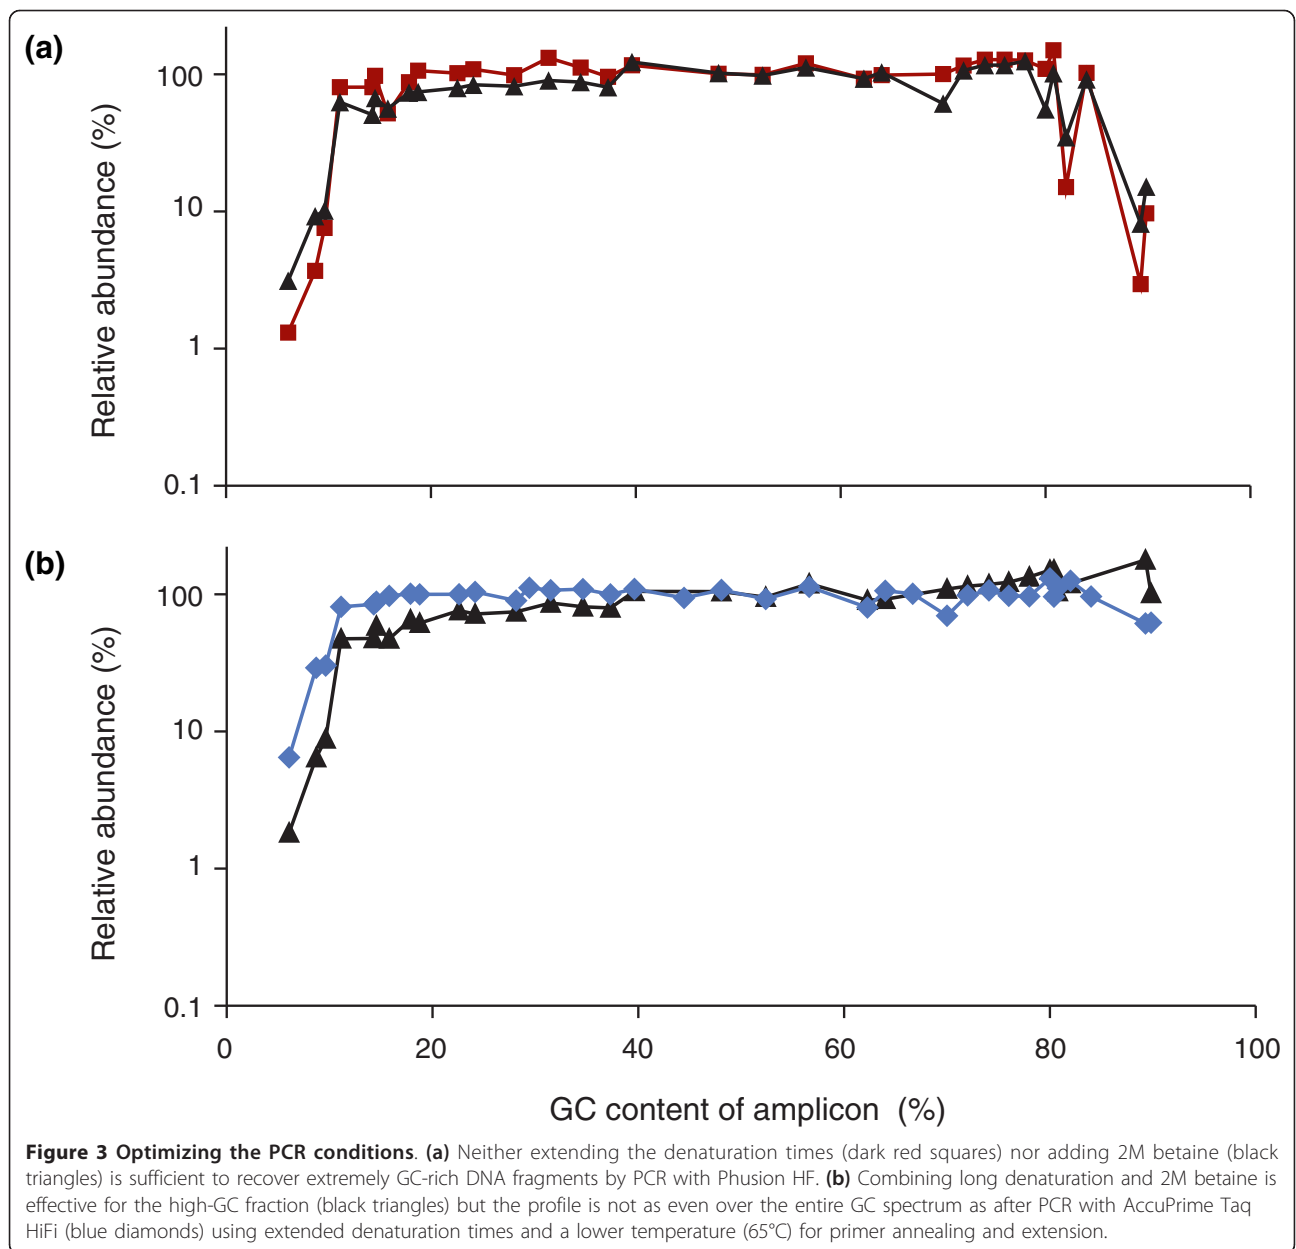 (a)
100
10
1
0.1
Relative abundance (%)
(b)
100
10
1
0.1
Relative abundance (%)
0 20 40 60 80 100
GC content of amplicon (%)
Figure 3 Optimizing the PCR conditions. (a) Neither extending the denaturation times (dark red squares) nor adding 2M betaine (black
triangles) is sufficient to recover extremely GC-rich DNA fragments by PCR with Phusion HF. (b) Combining long denaturation and 2M betaine is
effective for the high-GC fraction (black triangles) but the profile is not as even over the entire GC spectrum as after PCR with AccuPrime Taq
HiFi (blue diamonds) using extended denaturation times and a lower temperature (65°C) for primer annealing and extension.